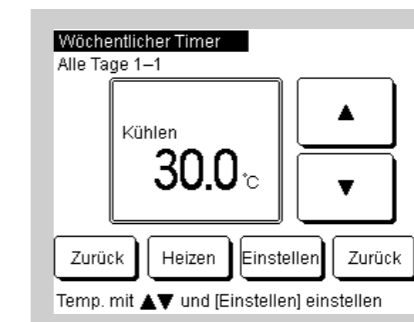 Wöchentlicher Timer
Alle Tage 1–1
Kühlen
30.0 °C
▲
▼
Zurück Heizen Einstellen Zurück
Temp. mit ▲▼ und [Einstellen] einstellen